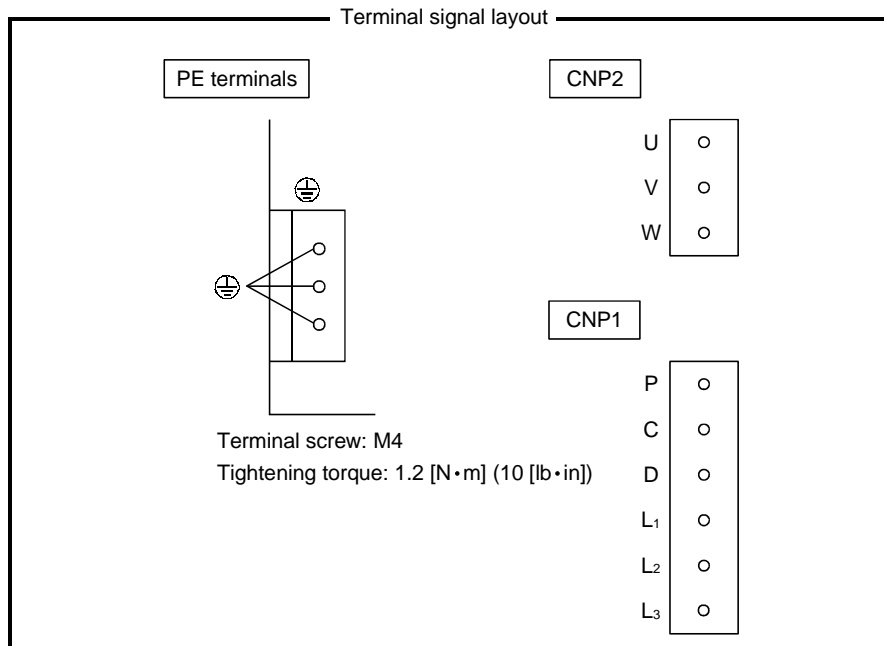 Terminal signal layout
PE terminals
Terminal screw: M4
Tightening torque: 1.2 [N・m] (10 [lb・in])
CNP2
U
V
W
CNP1
P
C
D
L₁
L₂
L₃